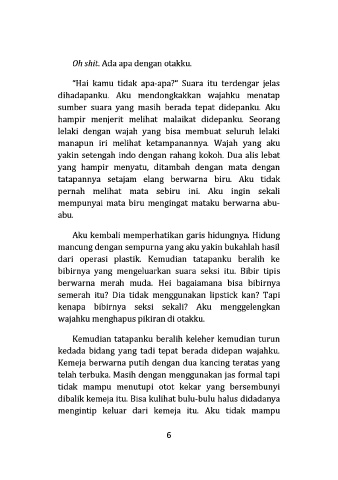 Oh shit. Ada apa dengan otakku.
"Hai kamu tidak apa-apa?" Suara itu terdengar jelas
dihadapanku. Aku mendongkakkan wajahku menatap
sumber suara yang masih berada tepat didepanku. Aku
hampir menjerit melihat malaikat didepanku. Seorang
lelaki dengan wajah yang bisa membuat seluruh lelaki
manapun iri melihat ketampanannya. Wajah yang aku
yakin setengah indo dengan rahang kokoh. Dua alis lebat
yang hampir menyatu, ditambah dengan mata dengan
tatapannya setajam elang berwarna biru. Aku tidak
pernah melihat mata sebiru ini. Aku ingin sekali
mempunyai mata biru mengingat mataku berwarna abu-
abu.
Aku kembali memperhatikan garis hidungnya. Hidung
mancung dengan sempurna yang aku yakin bukahlah hasil
dari operasi plastik. Kemudian tatapanku beralih ke
bibirnya yang mengeluarkan suara seksi itu. Bibir tipis
berwarna merah muda. Hei bagaiamana bisa bibirnya
semerah itu? Dia tidak menggunakan lipstick kan? Tapi
kenapa bibirnya seksi sekali? Aku menggelengkan
wajahku menghapus pikiran di otakku.
Kemudian tatapanku beralih keleher kemudian turun
kedada bidang yang tadi tepat berada didepan wajahku.
Kemeja berwarna putih dengan dua kancing teratas yang
telah terbuka. Masih dengan menggunakan jas formal tapi
tidak mampu menutupi otot kekar yang bersembunyi
dibalik kemeja itu. Bisa kulihat bulu-bulu halus didadanya
mengintip keluar dari kemeja itu. Aku tidak mampu
6